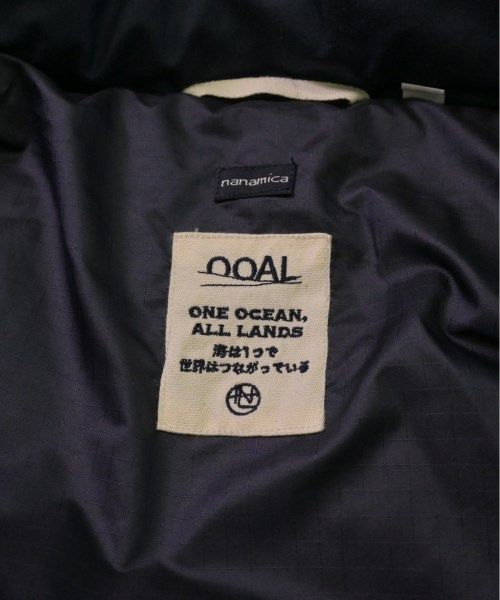 nanamica
OOAL
ONE OCEAN,
ALL LANDS
海は1つで
世界はつながっている